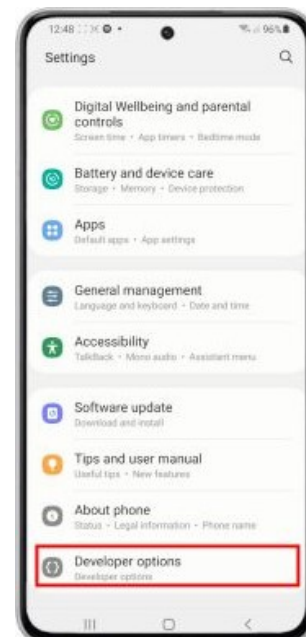 12:48
96%
Settings
Digital Wellbeing and parental
controls
Screen time • App timers • Bedtime mode
Battery and device care
Storage • Memory • Device protection
Apps
Default apps • App settings
General management
Language and keyboard • Date and time
Accessibility
TalkBack • Mono audio • Assistant menu
Software update
Download and install
Tips and user manual
Useful tips • New features
About phone
Status • Legal information • Phone name
Developer options
Developer options